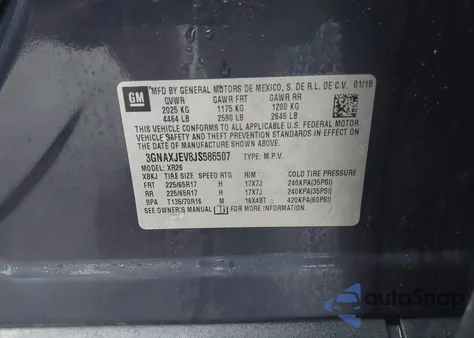 GM
MFD BY GENERAL MOTORS DE MEXICO, S. DE R.L. DE C.V. 01/18
GVWR GAWR FRT GAWR RR
2025 KG 1175 KG 1200 KG
4464 LB 2590 LB 2645 LB
THIS VEHICLE CONFORMS TO ALL APPLICABLE U.S. FEDERAL MOTOR
VEHICLE SAFETY AND THEFT PREVENTION STANDARDS IN EFFECT ON
THE DATE OF MANUFACTURE SHOWN ABOVE.
3GNAXJEV8JS586507 TYPE: M.P.V.
MODEL: XR26
XBKJ TIRE SIZE SPEED RTG RIM COLD TIRE PRESSURE
FRT 225/65R17 H 17X7J 240KPA(35PSI)
RR 225/65R17 H 17X7J 240KPA(35PSI)
SPA T135/70R16 M 16X4BT 420KPA(60PSI)
SEE OWNER'S MANUAL FOR MORE INFORMATION.
autoSnap